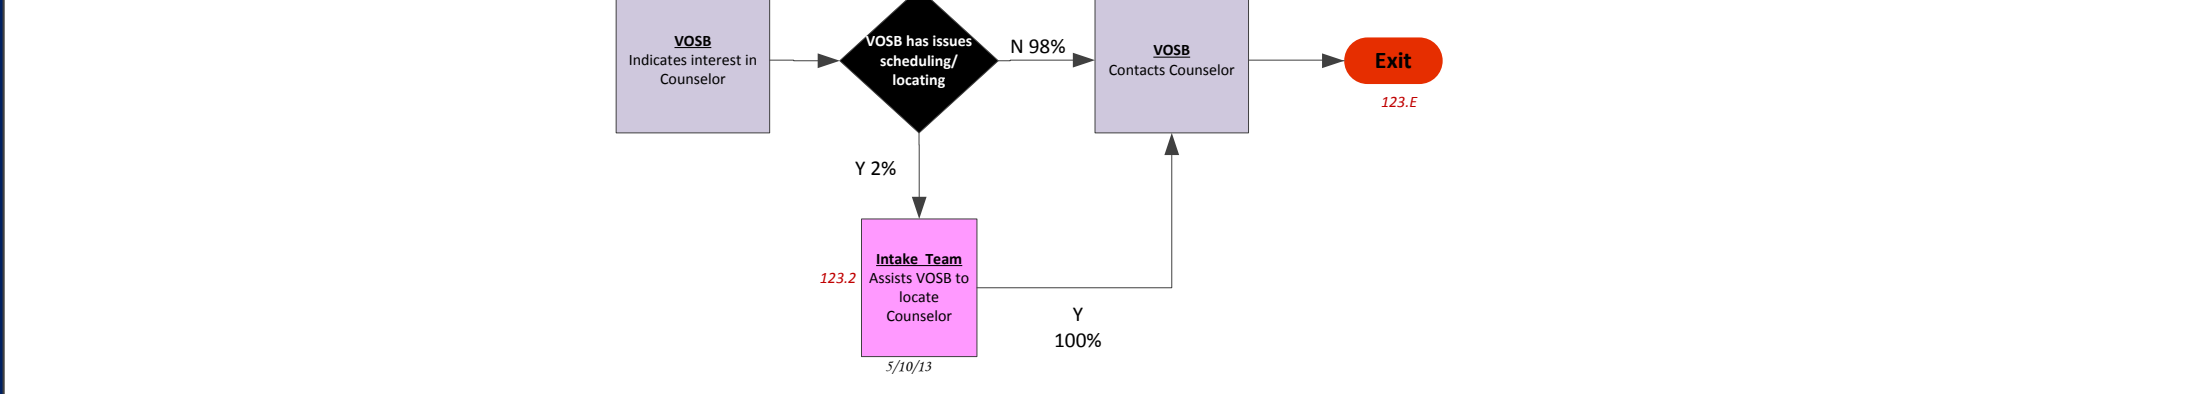 VOSB
Indicates interest in
Counselor
VOSB has issues
scheduling/
locating
N 98%
VOSB
Contacts Counselor
Exit
123.E
Y 2%
Intake  Team
Assists VOSB to
locate
Counselor
123.2
Y
100%
5/10/13